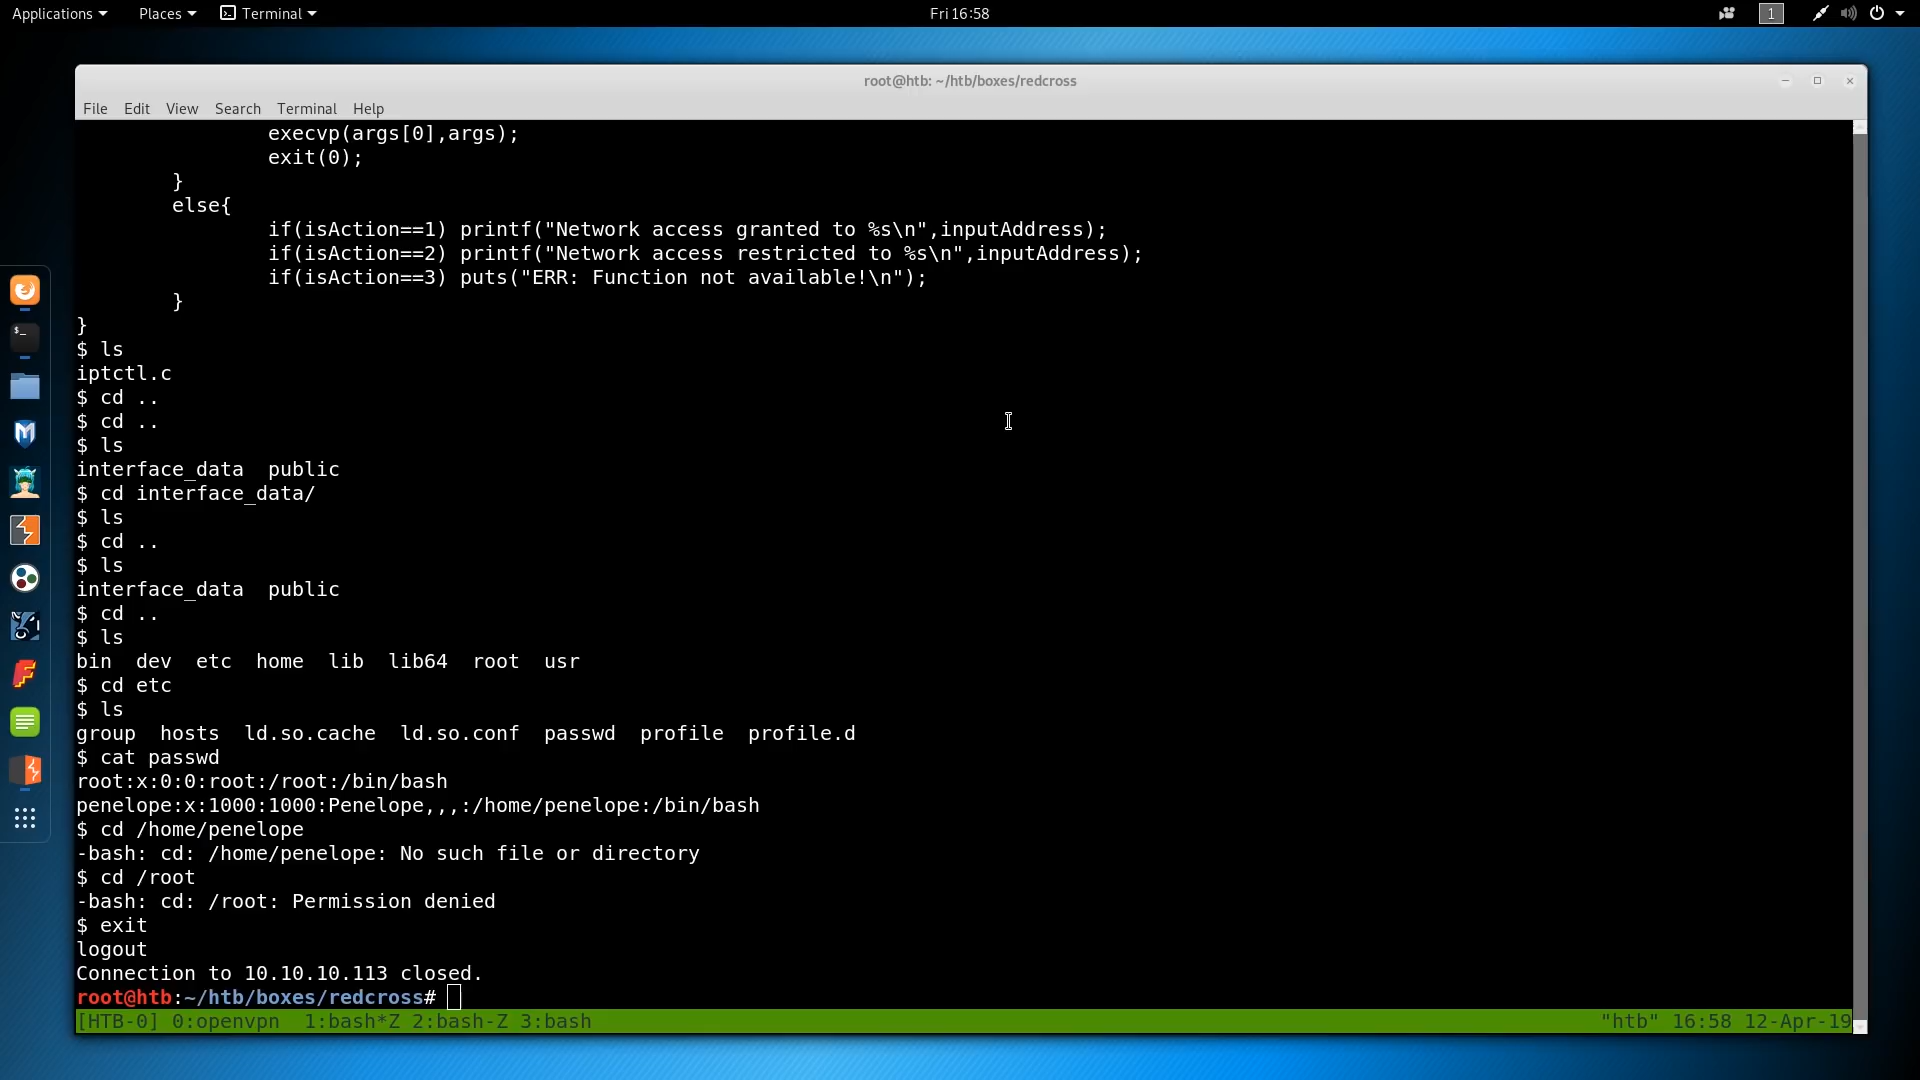 Applications Places Terminal Fri 16:58 1
root@htb: ~/htb/boxes/redcross
File Edit View Search Terminal Help
execvp(args[0],args);
exit(0);
}
else{
if(isAction==1) printf("Network access granted to %s\n",inputAddress);
if(isAction==2) printf("Network access restricted to %s\n",inputAddress);
if(isAction==3) puts("ERR: Function not available!\n");
}
}
$ ls
iptctl.c
$ cd ..
$ cd ..
$ ls
interface_data  public
$ cd interface_data/
$ ls
$ cd ..
$ ls
interface_data  public
$ cd ..
$ ls
bin  dev  etc  home  lib  lib64  root  usr
$ cd etc
$ ls
group  hosts  ld.so.cache  ld.so.conf  passwd  profile  profile.d
$ cat passwd
root:x:0:0:root:/root:/bin/bash
penelope:x:1000:1000:Penelope,,,:/home/penelope:/bin/bash
$ cd /home/penelope
-bash: cd: /home/penelope: No such file or directory
$ cd /root
-bash: cd: /root: Permission denied
$ exit
logout
Connection to 10.10.10.113 closed.
root@htb:~/htb/boxes/redcross#
[HTB-0] 0:openvpn  1:bash*Z 2:bash-Z 3:bash "htb" 16:58 12-Apr-19